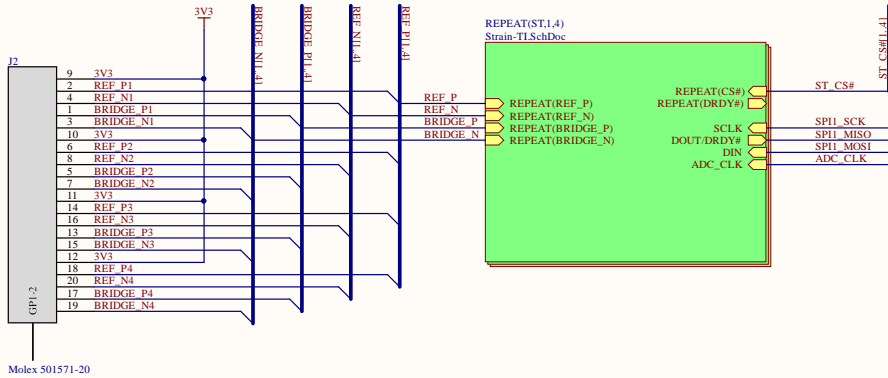 3V3
BRIDGE_N[1..4]
BRIDGE_P[1..4]
REF_N[1..4]
REF_P[1..4]
REPEAT(ST,1,4)
Strain-TI.SchDoc
ST_CS#[1..4]
J2
9 3V3
2 REF_P1
4 REF_N1
1 BRIDGE_P1
3 BRIDGE_N1
10 3V3
6 REF_P2
8 REF_N2
5 BRIDGE_P2
7 BRIDGE_N2
11 3V3
14 REF_P3
16 REF_N3
13 BRIDGE_P3
15 BRIDGE_N3
12 3V3
18 REF_P4
20 REF_N4
17 BRIDGE_P4
19 BRIDGE_N4
GP1-2
Molex 501571-20
REF_P
REF_N
BRIDGE_P
BRIDGE_N
REPEAT(REF_P)
REPEAT(REF_N)
REPEAT(BRIDGE_P)
REPEAT(BRIDGE_N)
REPEAT(CS#)
REPEAT(DRDY#)
SCLK
DOUT/DRDY#
DIN
ADC_CLK
ST_CS#
SPI1_SCK
SPI1_MISO
SPI1_MOSI
ADC_CLK